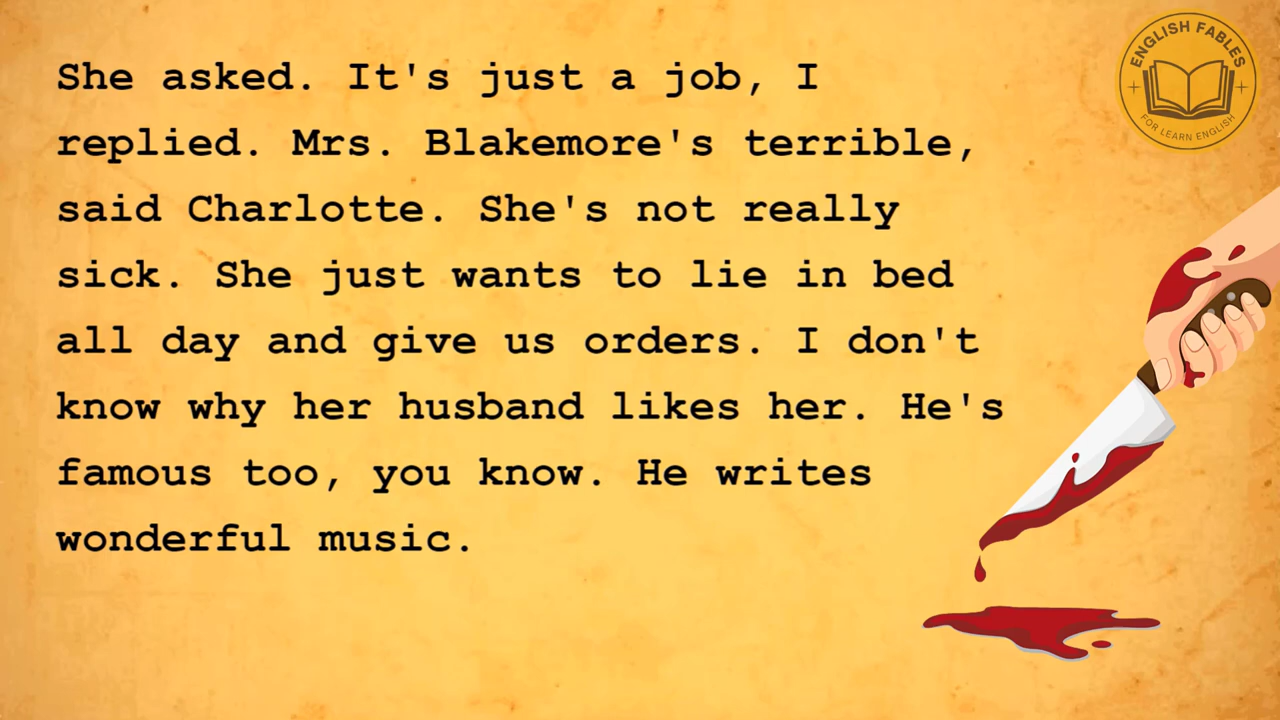 She asked. It's just a job, I
replied. Mrs. Blakemore's terrible,
said Charlotte. She's not really
sick. She just wants to lie in bed
all day and give us orders. I don't
know why her husband likes her. He's
famous too, you know. He writes
wonderful music.
ENGLISH FABLES
FOR LEARN ENGLISH